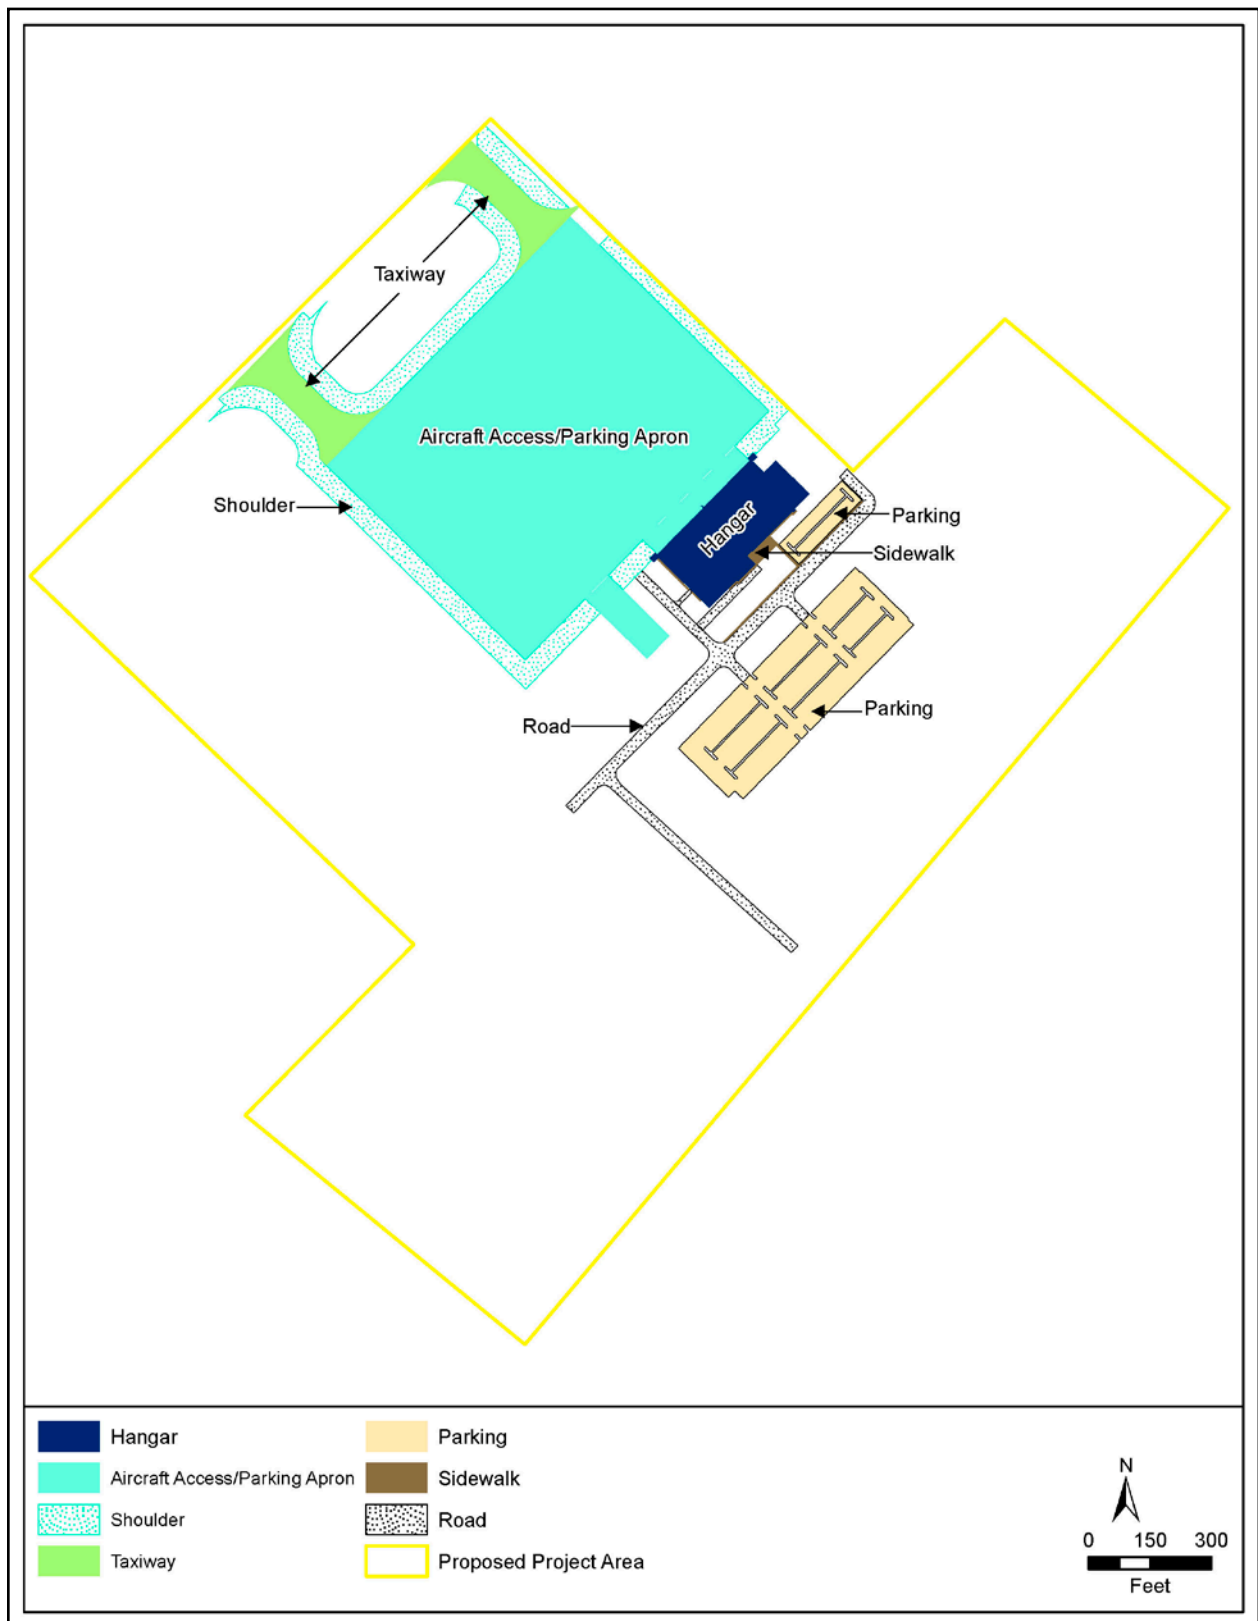 Taxiway
Aircraft Access/Parking Apron
Shoulder
Hangar
Parking
Sidewalk
Parking
Road
Hangar
Aircraft Access/Parking Apron
Shoulder
Taxiway
Parking
Sidewalk
Road
Proposed Project Area
N
0 150 300
Feet